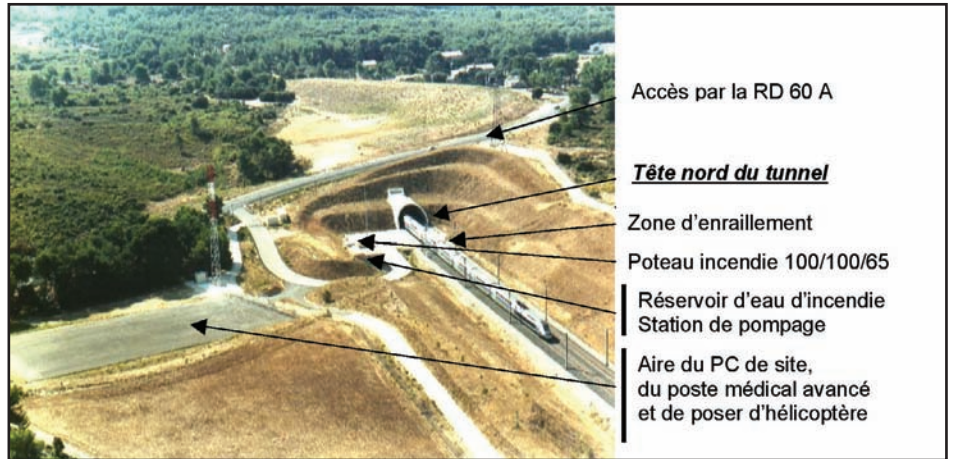 Accès par la RD 60 A
Tête nord du tunnel
Zone d'enraillement
Poteau incendie 100/100/65
Réservoir d'eau d'incendie
Station de pompage
Aire du PC de site,
du poste médical avancé
et de poser d'hélicoptère